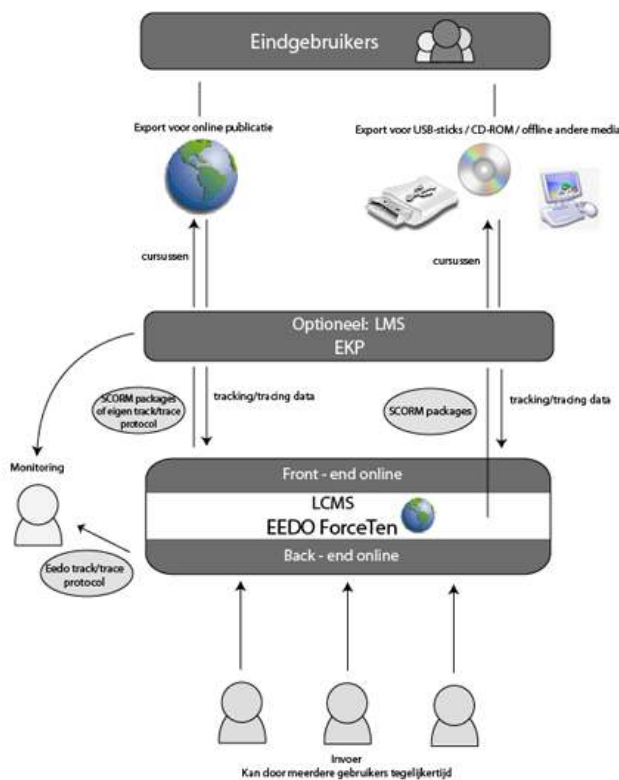 Eindgebruikers
Export voor online publicatie
Export voor USB-sticks / CD-ROM / offline andere media
cursussen
cursussen
Optioneel: LMS
EKP
SCORM packages
of eigen track/trace
protocol
tracking/tracing data
SCORM packages
tracking/tracing data
Monitoring
Front - end online
LCMS
EEDO ForceTen
Back - end online
Eedo track/trace
protocol
Invoer
Kan door meerdere gebruikers tegelijkertijd